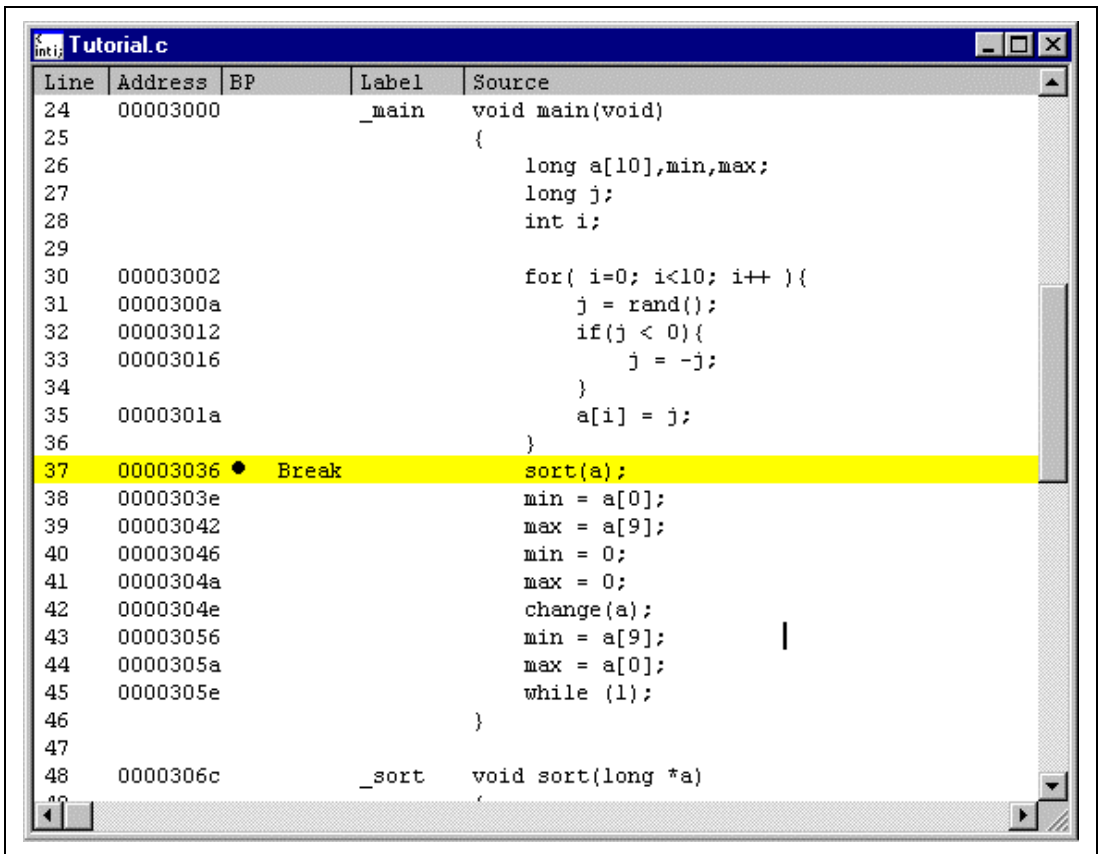 int i; Tutorial.c
Line Address BP Label Source
24 00003000 _main void main(void)
25 {
26 long a[10],min,max;
27 long j;
28 int i;
29
30 00003002 for( i=0; i<10; i++ ){
31 0000300a j = rand();
32 00003012 if(j < 0){
33 00003016 j = -j;
34 }
35 0000301a a[i] = j;
36 }
37 00003036 ● Break sort(a);
38 0000303e min = a[0];
39 00003042 max = a[9];
40 00003046 min = 0;
41 0000304a max = 0;
42 0000304e change(a);
43 00003056 min = a[9];
44 0000305a max = a[0];
45 0000305e while (1);
46 }
47
48 0000306c _sort void sort(long *a)